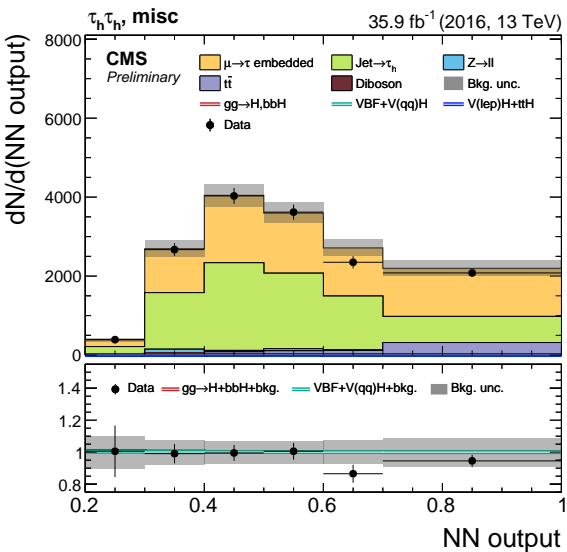 τhτh, misc 35.9 fb-1 (2016, 13 TeV)
CMS
Preliminary
μ→τ embedded Jet→τh Z→ll
tt̄ Diboson Bkg. unc.
gg→H,bbH VBF+V(qq)H V(lep)H+ttH
Data
dN/d(NN output)
8000
6000
4000
2000
0
Data gg→H+bbH+bkg. VBF+V(qq)H+bkg. Bkg. unc.
1.4
1.2
1
0.8
0.2 0.4 0.6 0.8 1
NN output